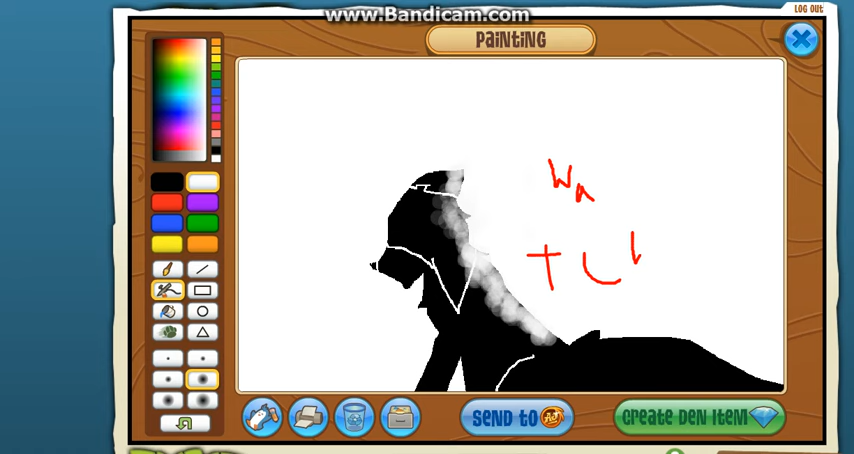 www.Bandicam.com
LOG OUT
PAINTING
Wa
SEND TO
CREATE DEN ITEM